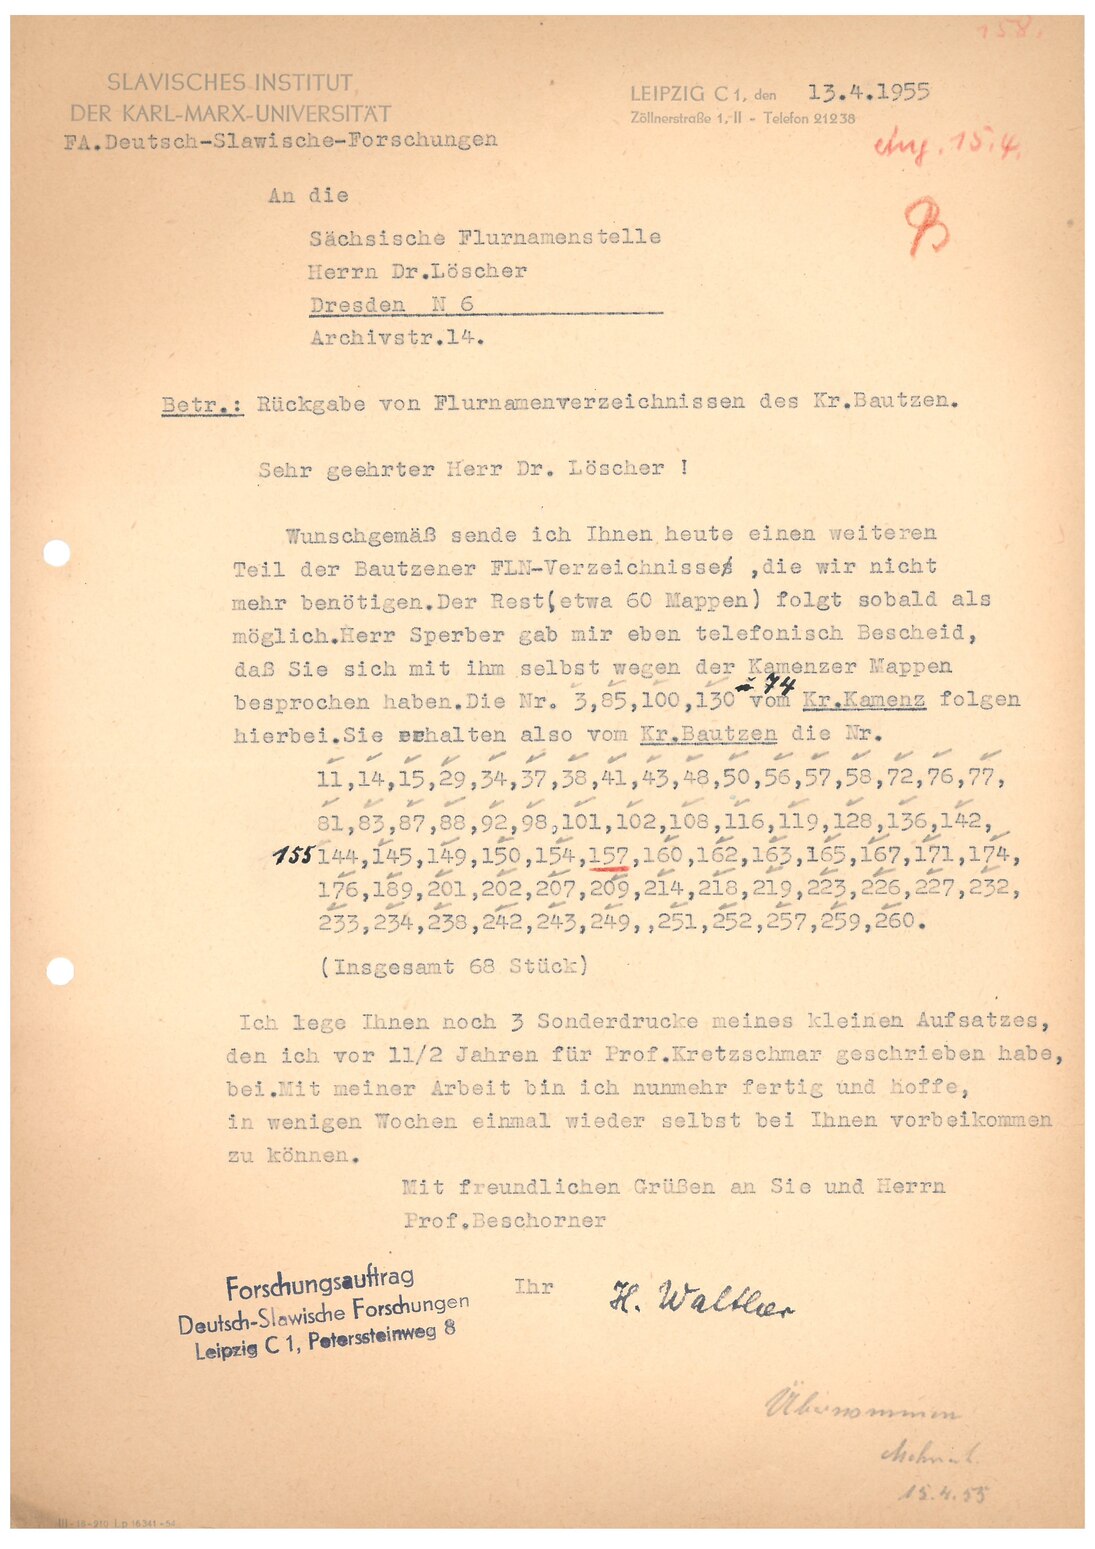 158.
SLAVISCHES INSTITUT
DER KARL-MARX-UNIVERSITÄT
FA.Deutsch-Slawische-Forschungen
LEIPZIG C 1, den 13.4.1955
Zöllnerstraße 1, II - Telefon 21238
Ang. 15.4.
B
An die
Sächsische Flurnamenstelle
Herrn Dr.Löscher
Dresden N 6
Archivstr.14.
Betr.: Rückgabe von Flurnamenverzeichnissen des Kr.Bautzen.
Sehr geehrter Herr Dr. Löscher !
Wunschgemäß sende ich Ihnen heute einen weiteren
Teil der Bautzener FLN-Verzeichnisse ,die wir nicht
mehr benötigen.Der Rest(etwa 60 Mappen) folgt sobald als
möglich.Herr Sperber gab mir eben telefonisch Bescheid,
daß Sie sich mit ihm selbst wegen der Kamenzer Mappen
besprochen haben.Die Nr. 3,85,100,130 u 74 vom Kr.Kamenz folgen
hierbei.Sie erhalten also vom Kr.Bautzen die Nr.
11,14,15,29,34,37,38,41,43,48,50,56,57,58,72,76,77,
81,83,87,88,92,98,101,102,108,116,119,128,136,142,
155 144,145,149,150,154,157,160,162,163,165,167,171,174,
176,189,201,202,207,209,214,218,219,223,226,227,232,
233,234,238,242,243,249,,251,252,257,259,260.
(Insgesamt 68 Stück)
Ich lege Ihnen noch 3 Sonderdrucke meines kleinen Aufsatzes,
den ich vor 11/2 Jahren für Prof.Kretzschmar geschrieben habe,
bei.Mit meiner Arbeit bin ich nunmehr fertig und hoffe,
in wenigen Wochen einmal wieder selbst bei Ihnen vorbeikommen
zu können.
Mit freundlichen Grüßen an Sie und Herrn
Prof.Beschorner
Ihr H. Walther
Forschungsauftrag
Deutsch-Slawische Forschungen
Leipzig C 1, Peterssteinweg 8
Übernommen
15.4.55
III-18-210 Lp 16341-54